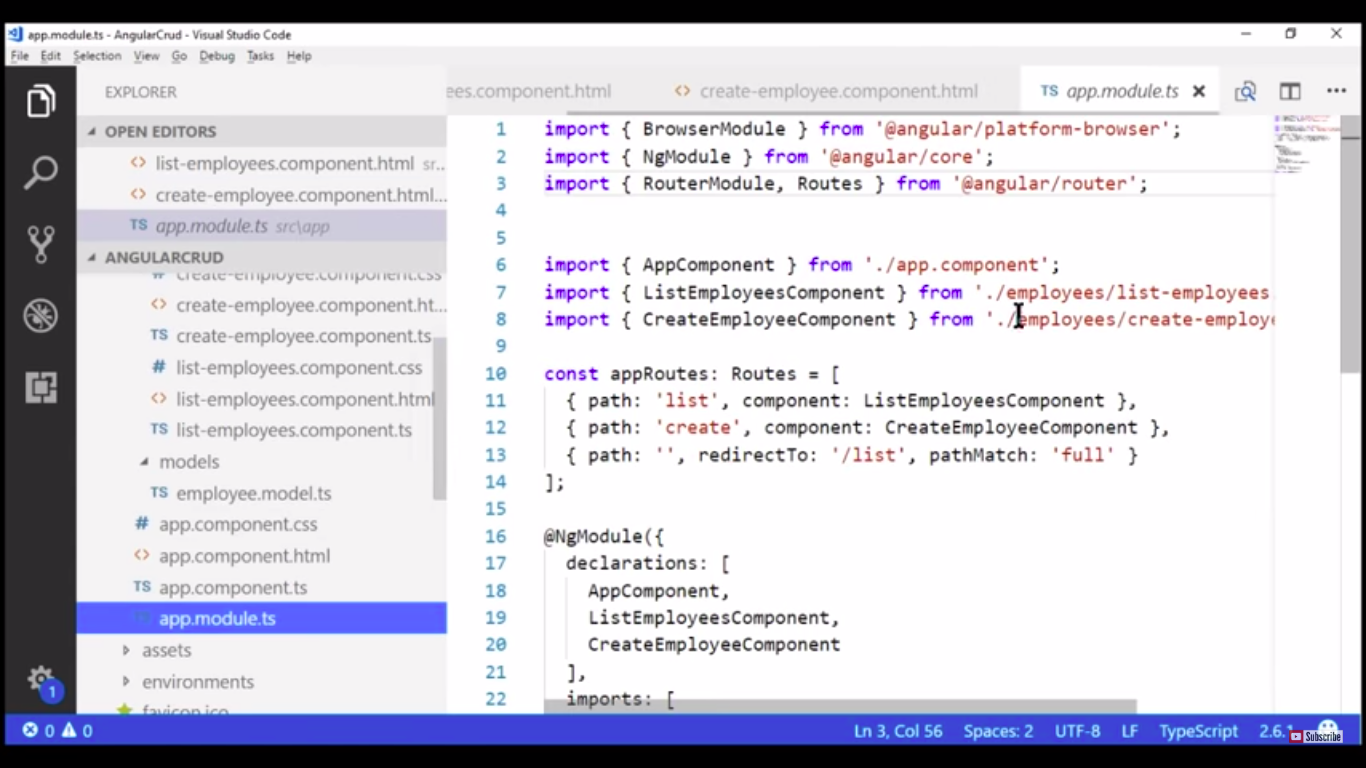 app.module.ts - AngularCrud - Visual Studio Code
File Edit Selection View Go Debug Tasks Help
EXPLORER
OPEN EDITORS
list-employees.component.html sr...
create-employee.component.html...
TS app.module.ts src\app
ANGULARCRUD
# create-employee.component.css
create-employee.component.ht...
TS create-employee.component.ts
# list-employees.component.css
list-employees.component.html
TS list-employees.component.ts
models
TS employee.model.ts
# app.component.css
app.component.html
TS app.component.ts
TS app.module.ts
assets
environments
favicon.ico
1
ees.component.html
create-employee.component.html
TS app.module.ts
1 import { BrowserModule } from '@angular/platform-browser';
2 import { NgModule } from '@angular/core';
3 import { RouterModule, Routes } from '@angular/router';
4
5
6 import { AppComponent } from './app.component';
7 import { ListEmployeesComponent } from './employees/list-employees
8 import { CreateEmployeeComponent } from './employees/create-employe
9
10 const appRoutes: Routes = [
11 { path: 'list', component: ListEmployeesComponent },
12 { path: 'create', component: CreateEmployeeComponent },
13 { path: '', redirectTo: '/list', pathMatch: 'full' }
14 ];
15
16 @NgModule({
17 declarations: [
18 AppComponent,
19 ListEmployeesComponent,
20 CreateEmployeeComponent
21 ],
22 imports: [
0 0 Ln 3, Col 56 Spaces: 2 UTF-8 LF TypeScript 2.6.
Subscribe